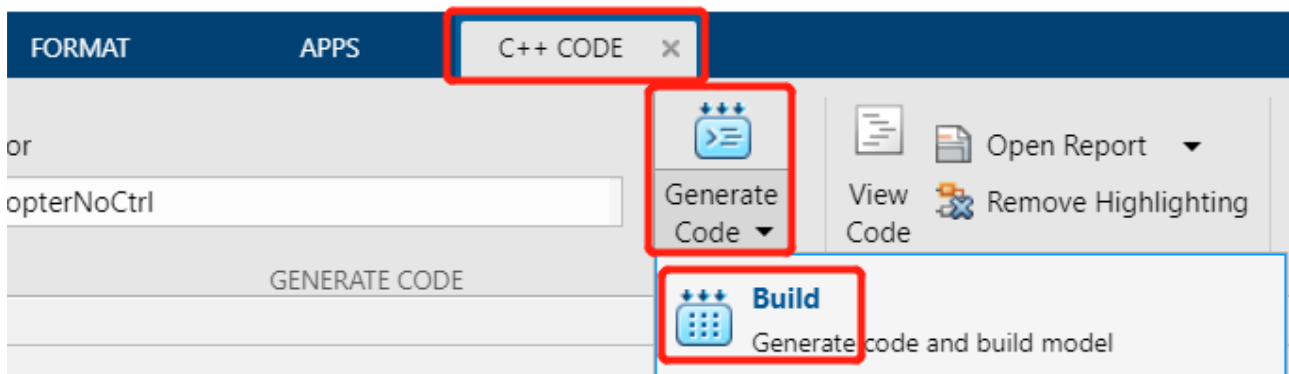 FORMAT APPS C++ CODE
or
opterNoCtrl
Generate Code
View Code
Open Report
Remove Highlighting
GENERATE CODE
Build
Generate code and build model